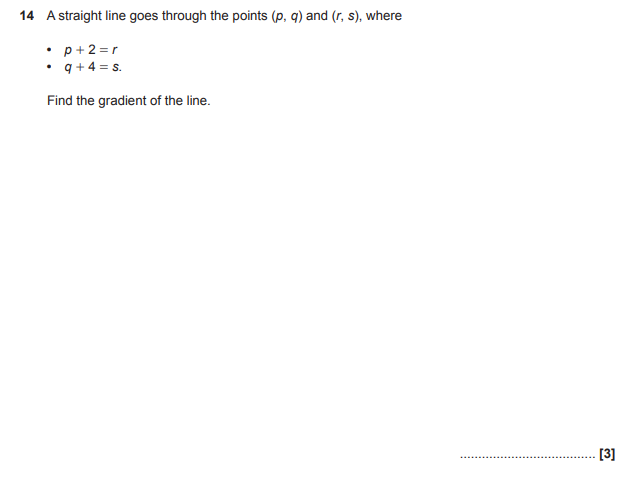 14 A straight line goes through the points (p, q) and (r, s), where
• p + 2 = r
• q + 4 = s.
Find the gradient of the line.
..................................... [3]